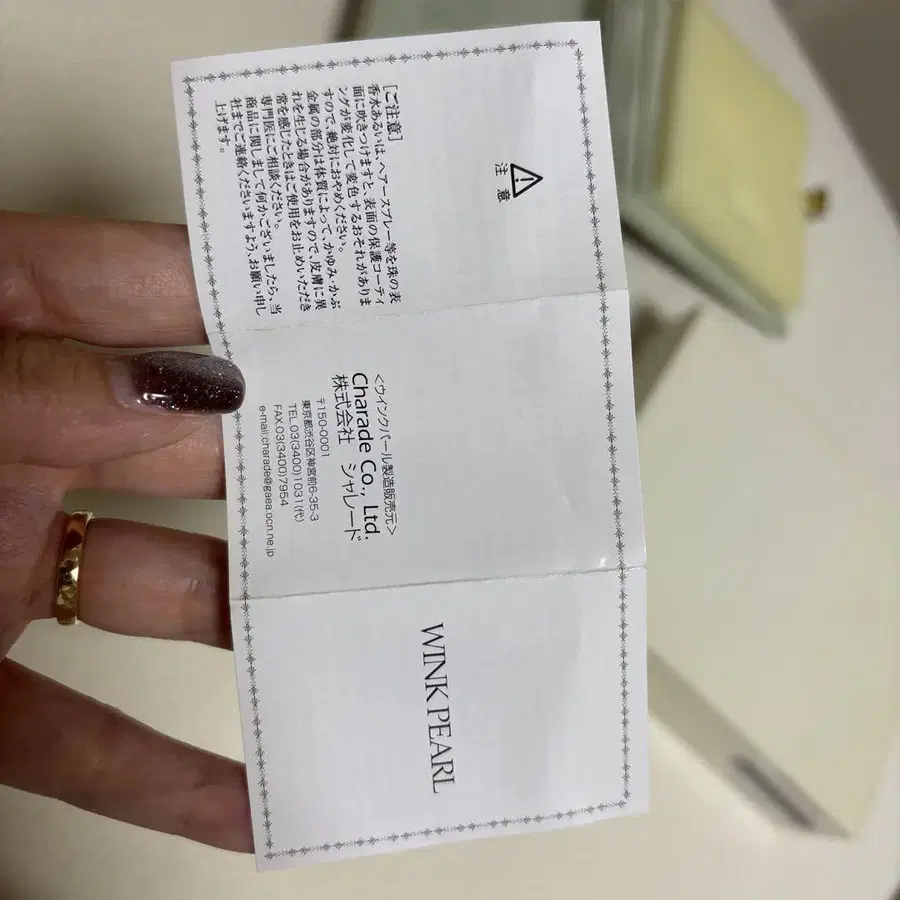 注意
[ご注意]
香水あるいは、ヘアースプレー等を珠の表
面に吹きつけますと、表面の保護コーティ
ングが変化して変色するおそれがありま
すので、絶対におやめください。
金属の部分は体質によって、かゆみ・かぶ
れを生じる場合がありますので、皮膚に異
常を感じたときはご使用をお止めいただき
専門医にご相談ください。
商品に関しまして何かございましたら、当
社までご連絡くださいますよう、お願い申し
上げます。
<ウインクパール製造販売元>
Charade Co., Ltd.
株式会社 シャレード
〒150-0001
東京都渋谷区神宮前6-35-3
TEL.03(3400)1031(代)
FAX.03(3400)7954
e-mail:charade@gaea.ocn.ne.jp
WINK PEARL